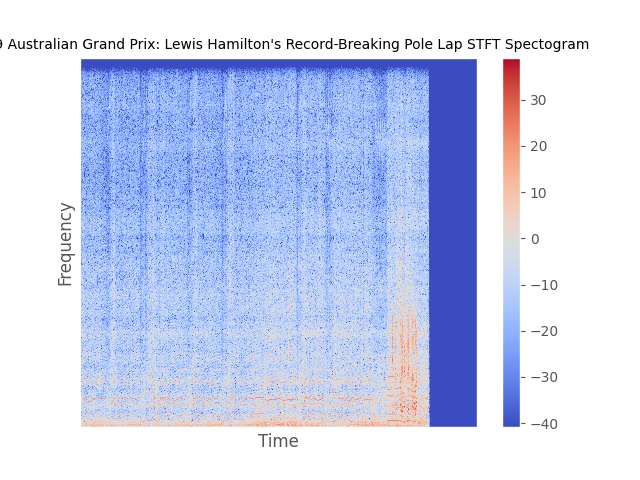 9 Australian Grand Prix: Lewis Hamilton's Record-Breaking Pole Lap STFT Spectogram
Frequency
Time
30
20
10
0
−10
−20
−30
−40